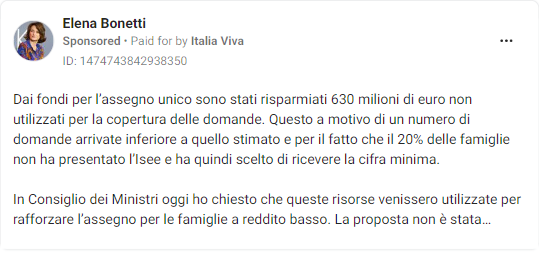 Elena Bonetti
Sponsored • Paid for by Italia Viva
ID: 1474743842938350
Dai fondi per l’assegno unico sono stati risparmiati 630 milioni di euro non
utilizzati per la copertura delle domande. Questo a motivo di un numero di
domande arrivate inferiore a quello stimato e per il fatto che il 20% delle famiglie
non ha presentato l’Isee e ha quindi scelto di ricevere la cifra minima.
In Consiglio dei Ministri oggi ho chiesto che queste risorse venissero utilizzate per
rafforzare l’assegno per le famiglie a reddito basso. La proposta non è stata…